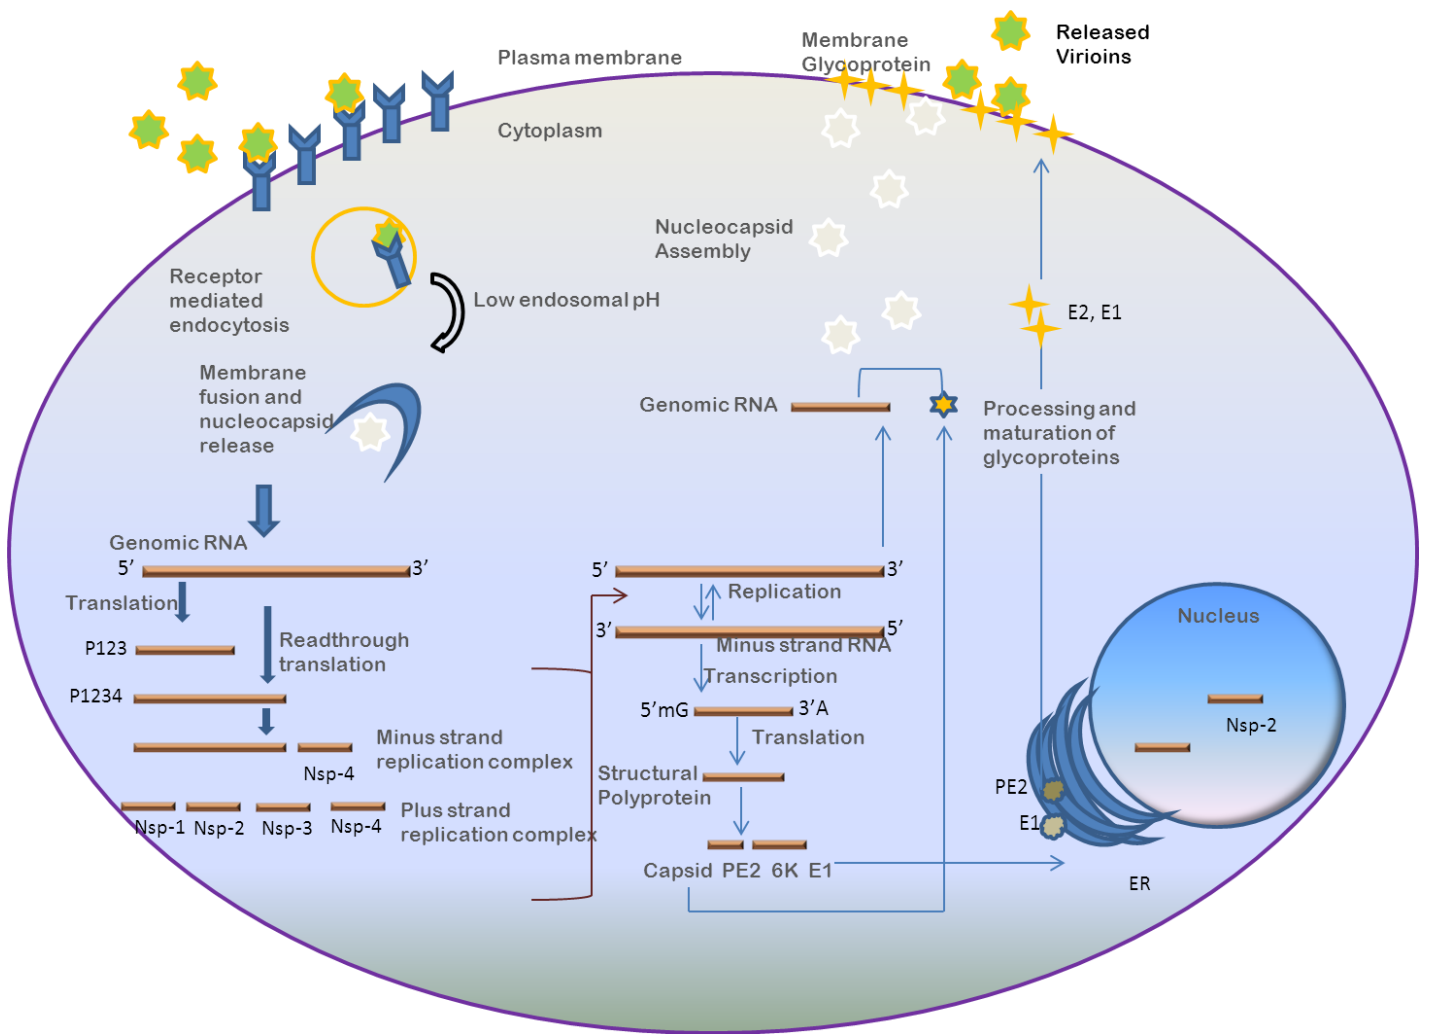 Released
Virioins
Membrane
Glycoprotein
Plasma membrane
Cytoplasm
Nucleocapsid
Assembly
Receptor
mediated
endocytosis
Low endosomal pH
E2, E1
Membrane
fusion and
nucleocapsid
release
Genomic RNA
Processing and
maturation of
glycoproteins
Genomic RNA
5’
3’
Translation
P123
Readthrough
translation
P1234
Minus strand
replication complex
Nsp-4
Plus strand
replication complex
Nsp-1
Nsp-2
Nsp-3
Nsp-4
5’
3’
Replication
3’
5’
Minus strand RNA
Transcription
5’mG
3’A
Translation
Structural
Polyprotein
Capsid PE2 6K E1
Nucleus
Nsp-2
PE2
E1
ER